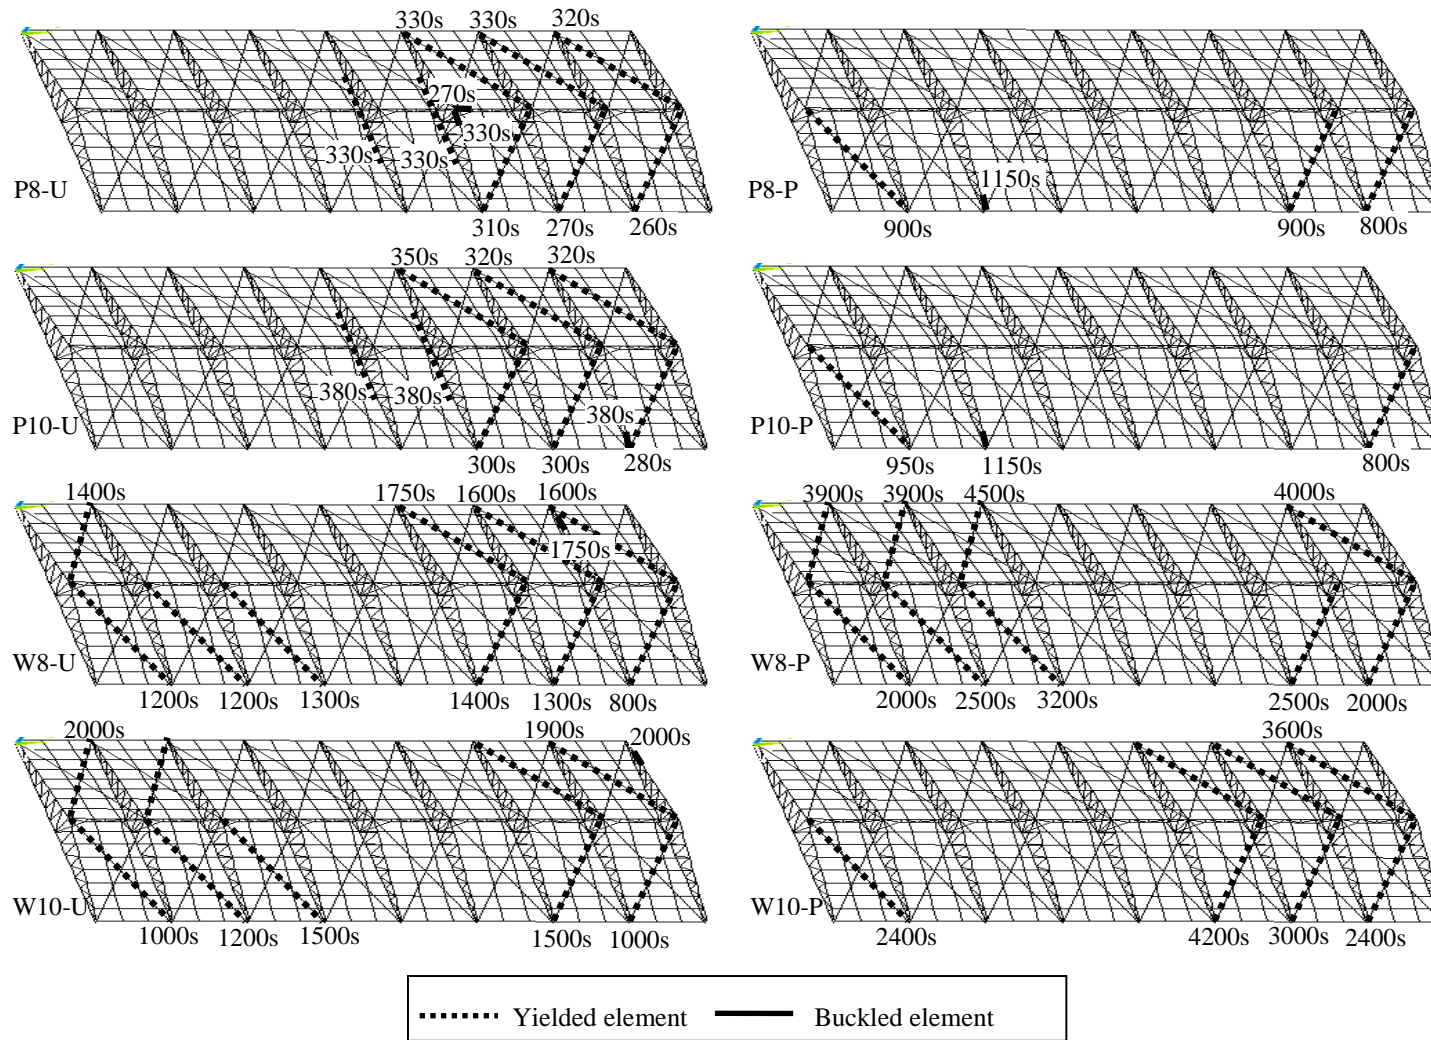 330s 330s 320s
270s
330s
330s 330s
P8-U
310s 270s 260s
1150s
P8-P
900s 900s 800s
350s 320s 320s
380s 380s
380s
P10-U
300s 300s 280s
P10-P
950s 1150s 800s
1400s 1750s 1600s 1600s
1750s
W8-U
1200s 1200s 1300s 1400s 1300s 800s
3900s 3900s 4500s 4000s
W8-P
2000s 2500s 3200s 2500s 2000s
2000s 1900s 2000s
W10-U
1000s 1200s 1500s 1500s 1000s
3600s
W10-P
2400s 4200s 3000s 2400s
Yielded element Buckled element